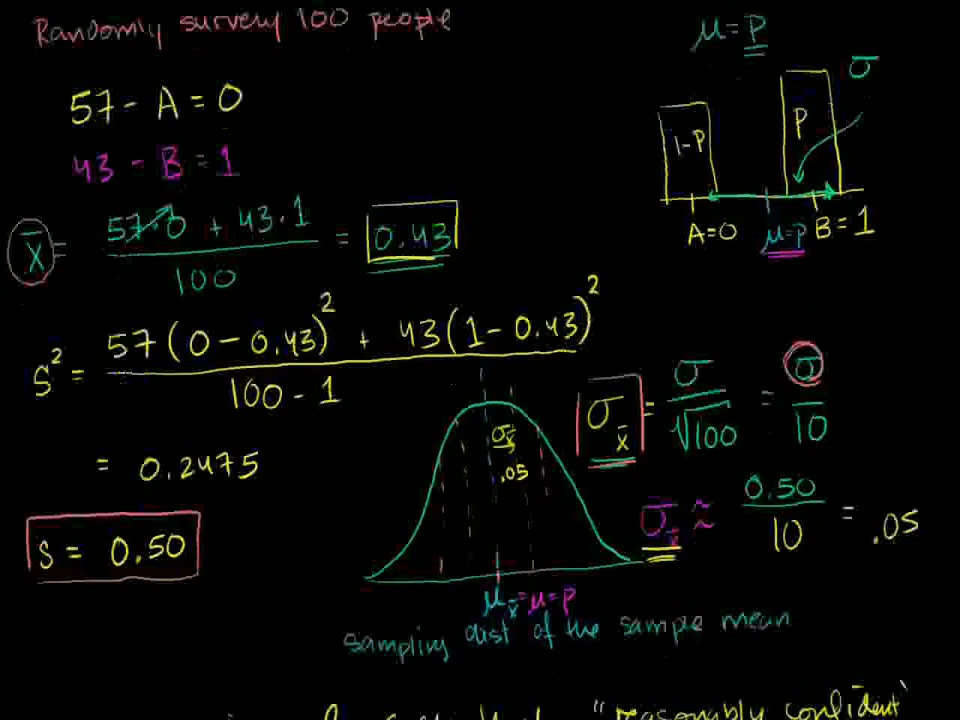 Randomly survery 100 people
μ = p
σ
57 - A = 0
1-P
P
43 - B = 1
A=0
μ=p
B=1
x̄ = (57·0 + 43·1) / 100 = 0.43
S² = (57(0 - 0.43)² + 43(1 - 0.43)²) / (100 - 1)
= 0.2475
S = 0.50
σx̄ = σ/√100 = σ/10
σx̄
.05
σx̄ ≈ 0.50/10 = .05
μx̄ = μ = p
sampling dist of the sample mean
"reasonably confident"